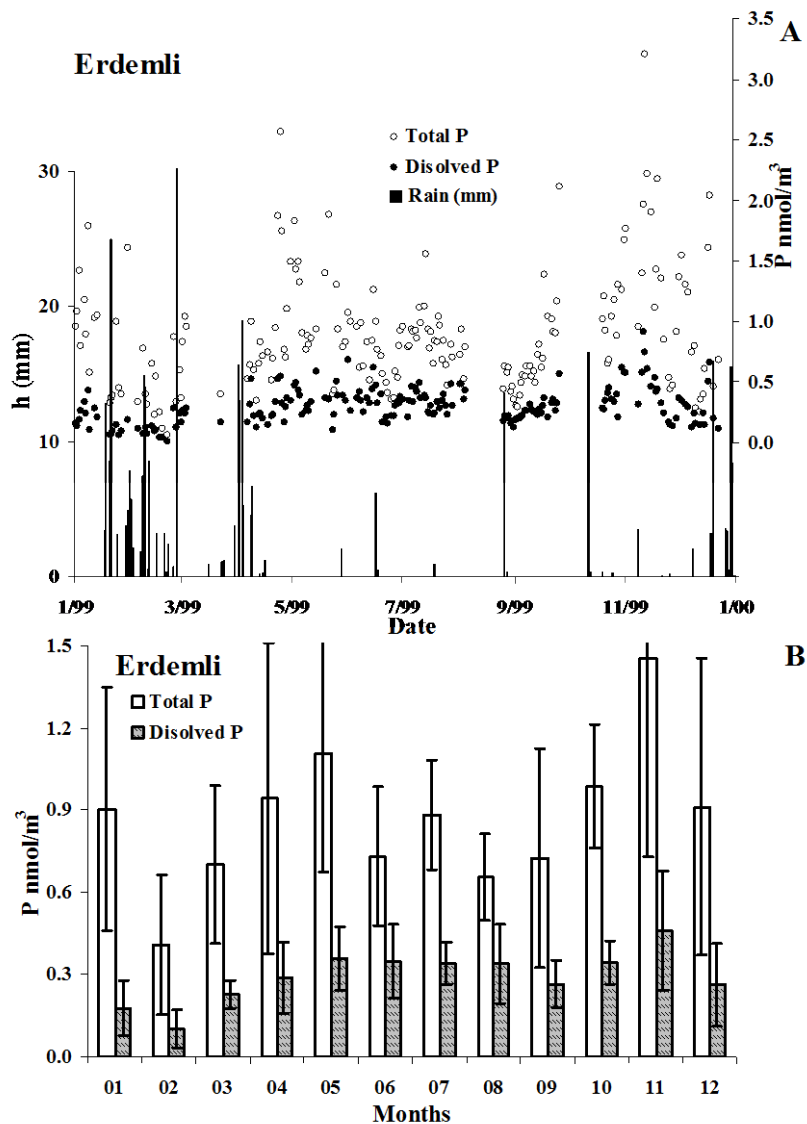 A
Erdemli
Total P
Disolved P
Rain (mm)
h (mm)
30
20
10
0
P nmol/m³
3.5
3.0
2.5
2.0
1.5
1.0
0.5
0.0
1/99 3/99 5/99 7/99 9/99 11/99 1/00
Date
B
Erdemli
Total P
Disolved P
P nmol/m³
1.5
1.2
0.9
0.6
0.3
0.0
01 02 03 04 05 06 07 08 09 10 11 12
Months